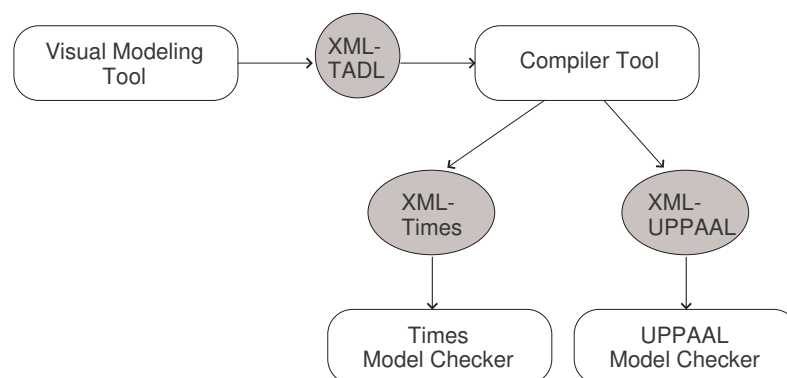 Visual Modeling
Tool
XML-
TADL
Compiler Tool
XML-
Times
XML-
UPPAAL
Times
Model Checker
UPPAAL
Model Checker